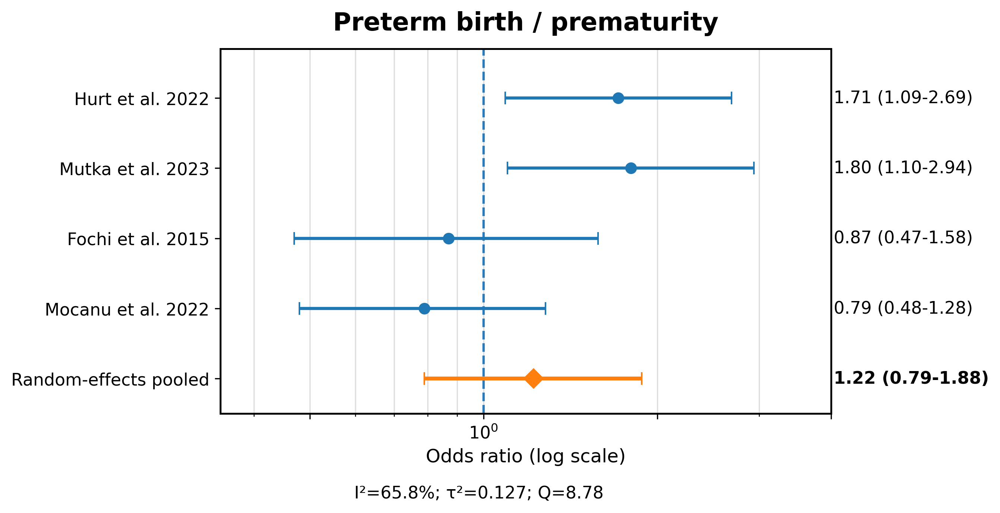 Preterm birth / prematurity
Hurt et al. 2022 1.71 (1.09-2.69)
Mutka et al. 2023 1.80 (1.10-2.94)
Fochi et al. 2015 0.87 (0.47-1.58)
Mocanu et al. 2022 0.79 (0.48-1.28)
Random-effects pooled 1.22 (0.79-1.88)
10⁰
Odds ratio (log scale)
I²=65.8%; τ²=0.127; Q=8.78